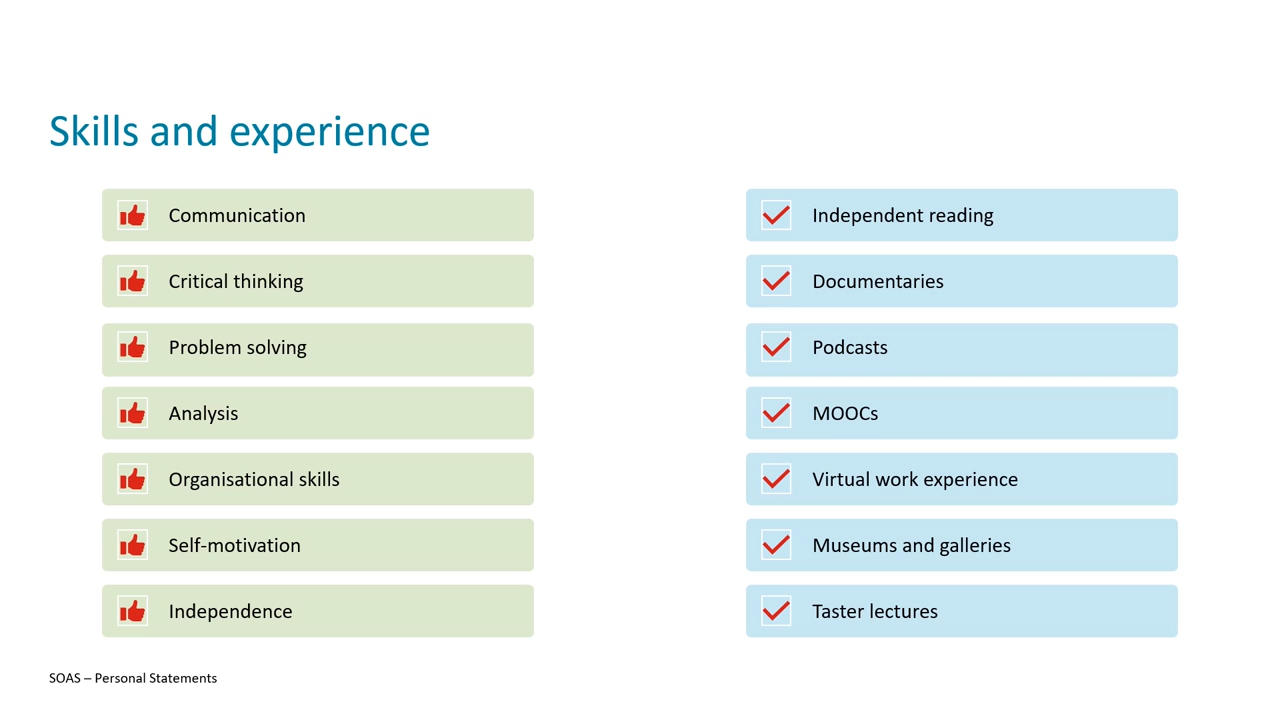 Skills and experience
Communication
Critical thinking
Problem solving
Analysis
Organisational skills
Self-motivation
Independence
Independent reading
Documentaries
Podcasts
MOOCs
Virtual work experience
Museums and galleries
Taster lectures
SOAS – Personal Statements